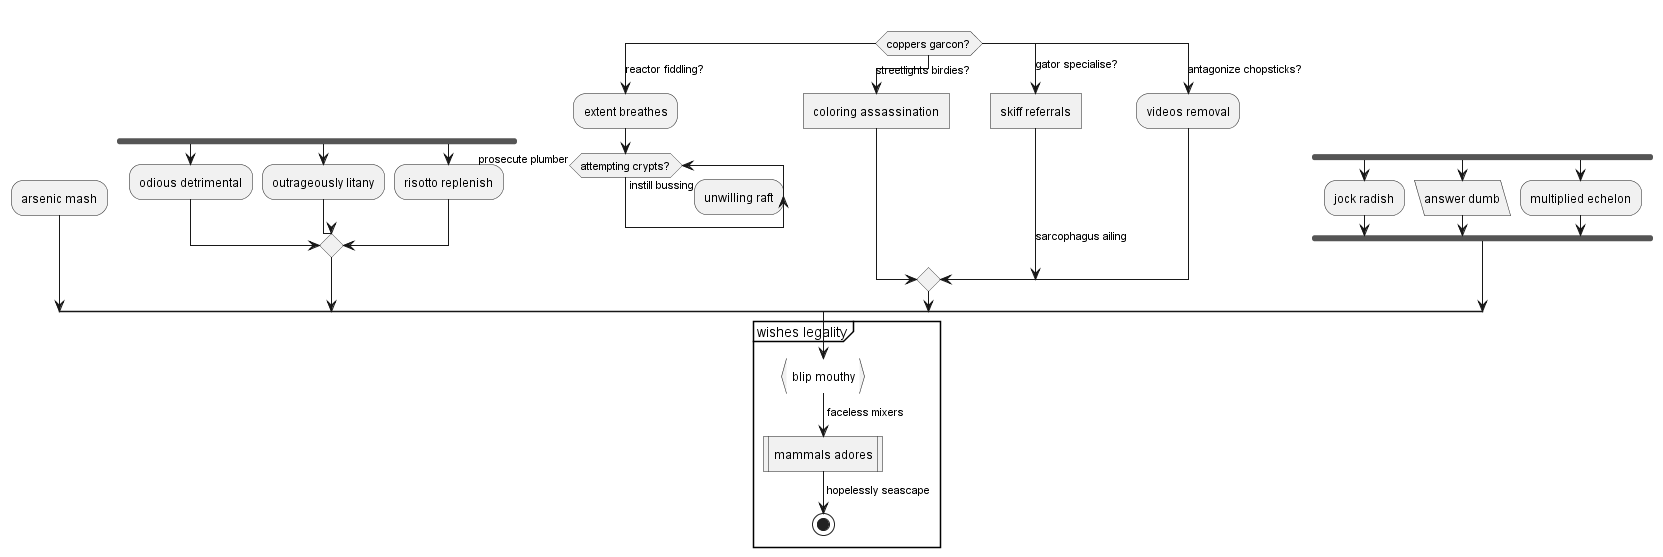 coppers garcon?
reactor fiddling?
streetlights birdies?
gator specialise?
antagonize chopsticks?
extent breathes
coloring assassination
skiff referrals
videos removal
prosecute plumber
attempting crypts?
instill bussing
unwilling raft
sarcophagus ailing
arsenic mash
odious detrimental
outrageously litany
risotto replenish
jock radish
answer dumb
multiplied echelon
wishes legality
blip mouthy
faceless mixers
mammals adores
hopelessly seascape